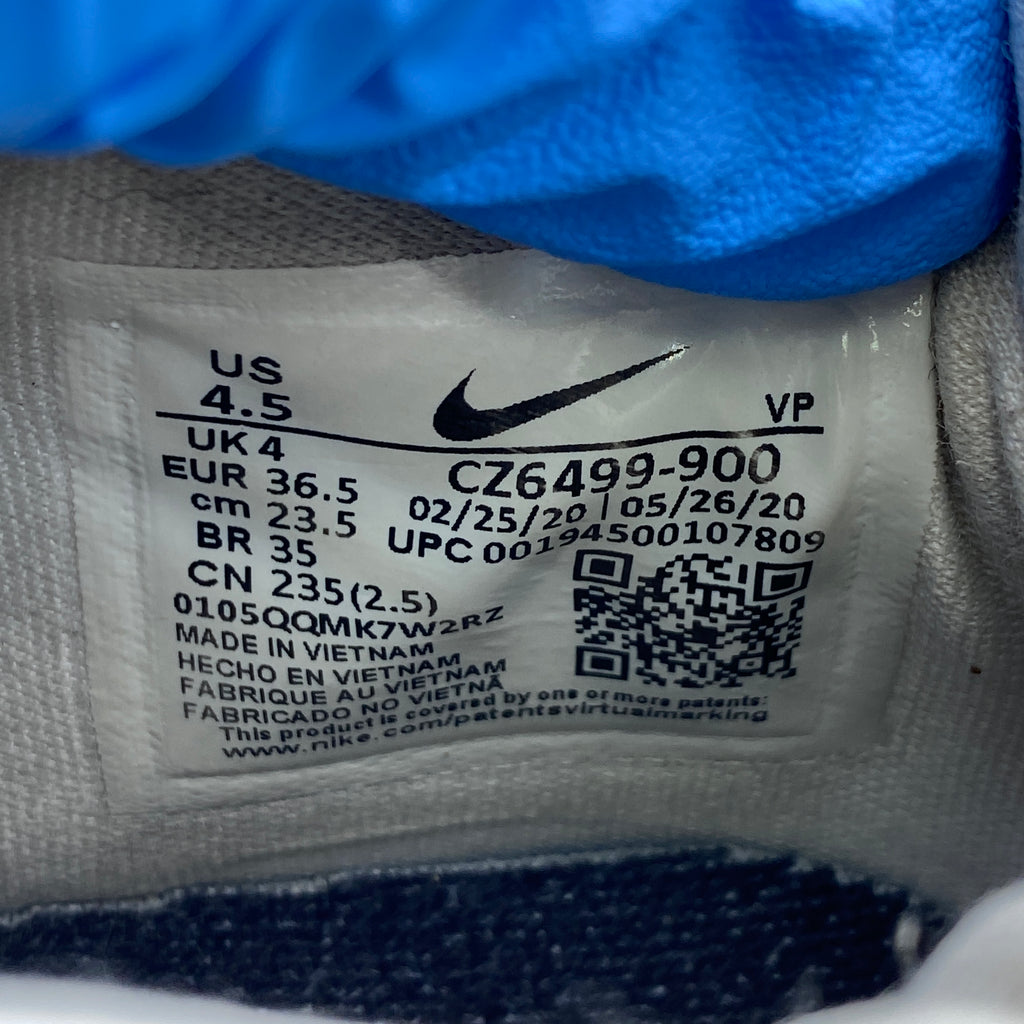 US
4.5
VP
UK 4
EUR 36.5
cm 23.5
BR 35
CN 235(2.5)
CZ6499-900
02/25/20 | 05/26/20
UPC 00194500107809
0105QQMK7W2RZ
MADE IN VIETNAM
HECHO EN VIETNAM
FABRIQUE AU VIETNAM
FABRICADO NO VIETNÃ
This product is covered by one or more patents:
www.nike.com/patentsvirtualmarking